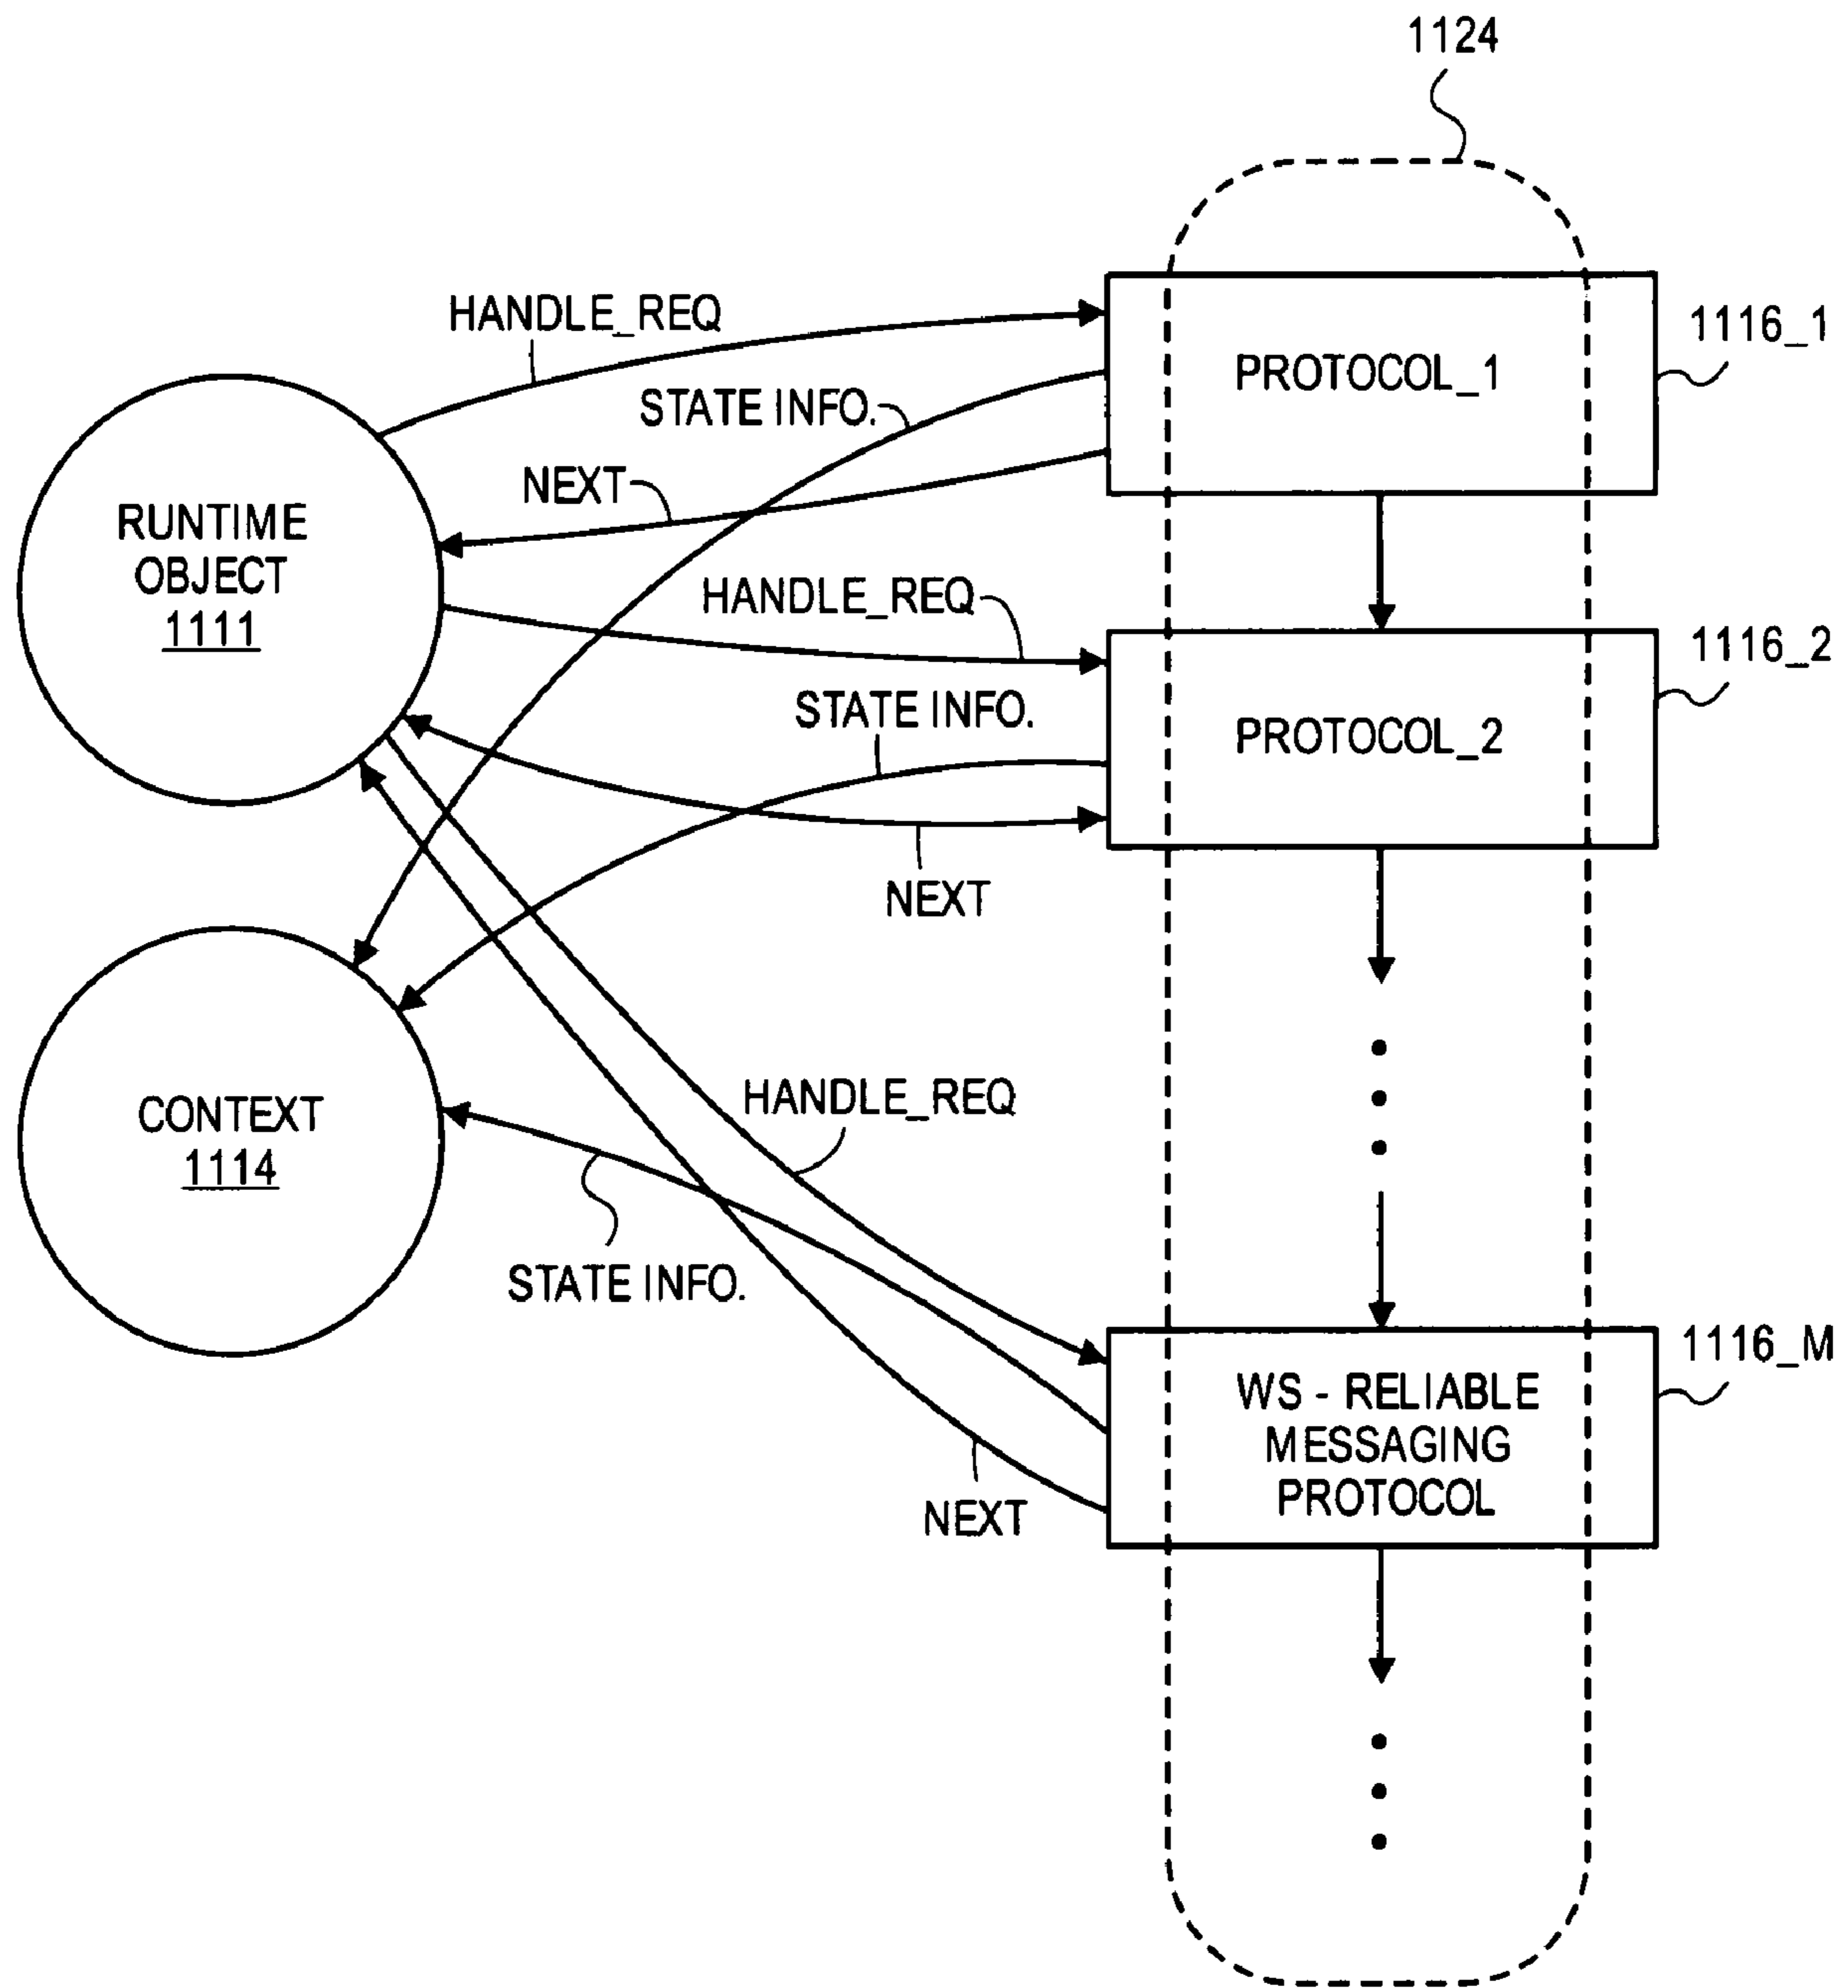 1124
HANDLE_REQ
1116_1
PROTOCOL_1
STATE INFO.
NEXT
RUNTIME
OBJECT
1111
HANDLE_REQ
1116_2
STATE INFO.
PROTOCOL_2
NEXT
HANDLE_REQ
CONTEXT
1114
STATE INFO.
1116_M
WS - RELIABLE
MESSAGING
PROTOCOL
NEXT